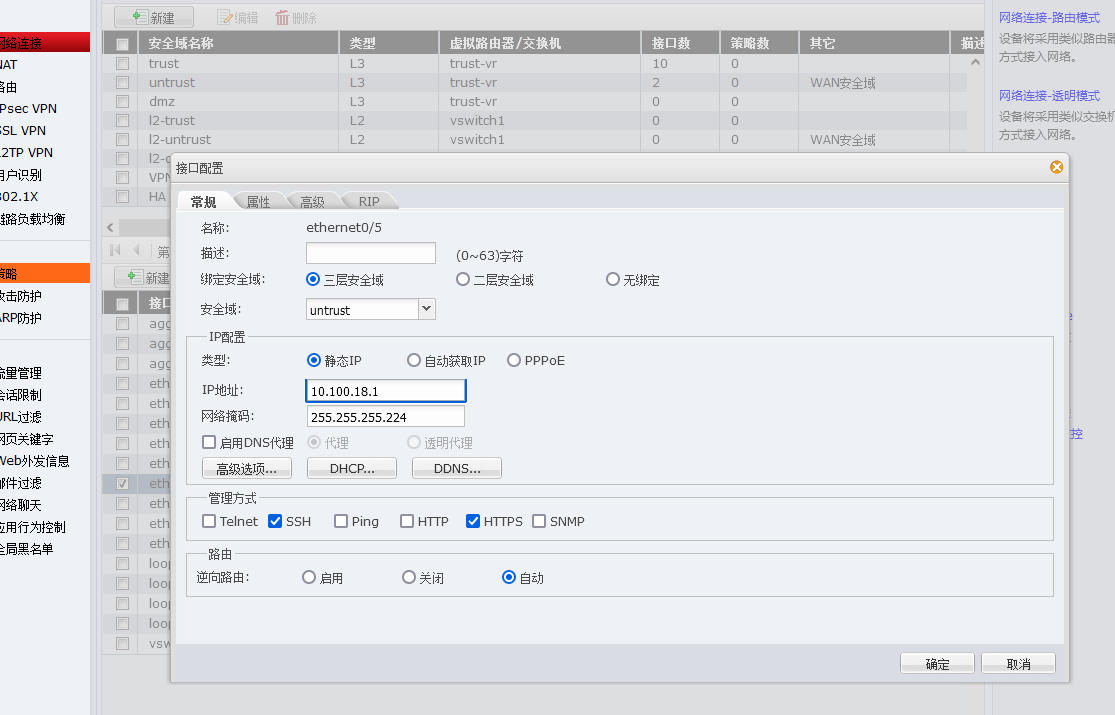 新建 编辑 删除
安全域名称 类型 虚拟路由器/交换机 接口数 策略数 其它 描述
trust L3 trust-vr 10 0
untrust L3 trust-vr 2 0 WAN安全域
dmz L3 trust-vr 0 0
l2-trust L2 vswitch1 0 0
l2-untrust L2 vswitch1 0 0 WAN安全域
VPN
HA
第
新建
接口
agg
agg
agg
eth
eth
eth
eth
eth
eth
eth
eth
eth
loop
loop
loop
loop
vsw
网络连接
NAT
路由
IPsec VPN
SSL VPN
L2TP VPN
用户识别
802.1X
链路负载均衡
策略
攻击防护
ARP防护
流量管理
会话限制
URL过滤
网页关键字
Web外发信息
邮件过滤
网络聊天
应用行为控制
全局黑名单
网络连接-路由模式
设备将采用类似路由器
方式接入网络。
网络连接-透明模式
设备将采用类似交换机
方式接入网络。
控
接口配置
常规 属性 高级 RIP
名称: ethernet0/5
描述: (0~63)字符
绑定安全域: 三层安全域 二层安全域 无绑定
安全域: untrust
IP配置
类型: 静态IP 自动获取IP PPPoE
IP地址: 10.100.18.1
网络掩码: 255.255.255.224
启用DNS代理 代理 透明代理
高级选项... DHCP... DDNS...
管理方式
Telnet SSH Ping HTTP HTTPS SNMP
路由
逆向路由: 启用 关闭 自动
确定 取消